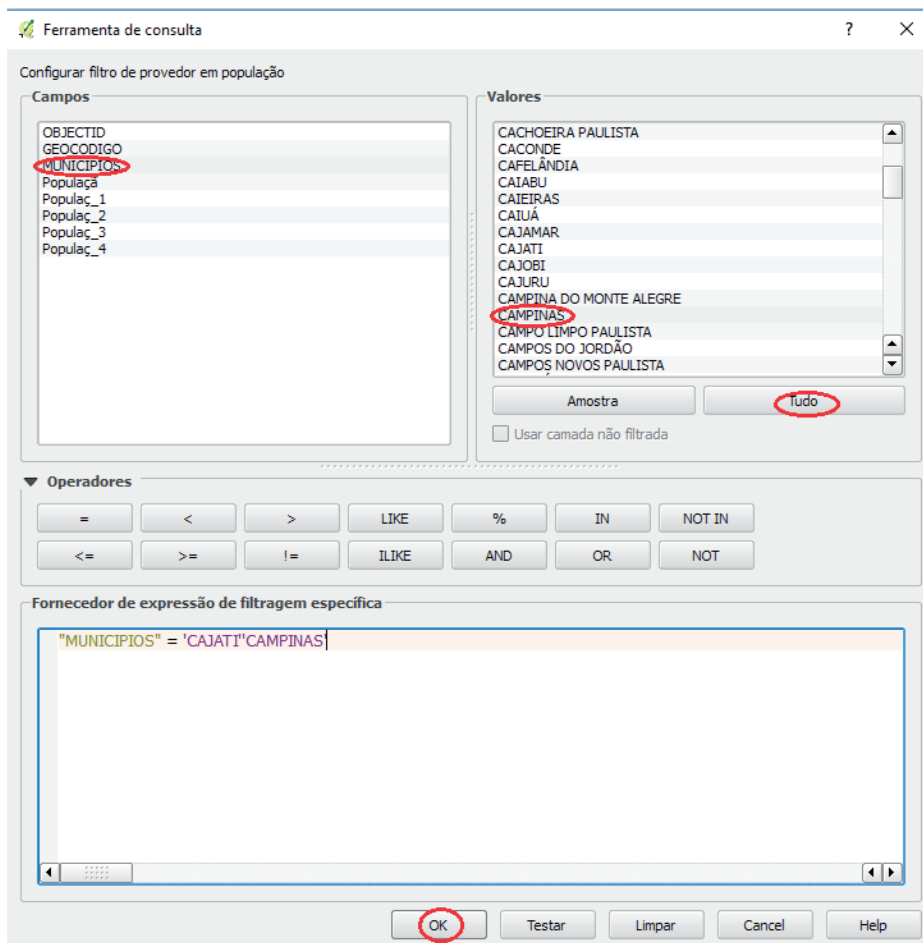 Ferramenta de consulta ? X
Configurar filtro de provedor em população
Campos
OBJECTID
GEOCODIGO
MUNICIPIOS
Populaçã
Populaç_1
Populaç_2
Populaç_3
Populaç_4
Valores
CACHOEIRA PAULISTA
CACONDE
CAFELÂNDIA
CAIABU
CAIEIRAS
CAIUÁ
CAJAMAR
CAJATI
CAJOBI
CAJURU
CAMPINA DO MONTE ALEGRE
CAMPINAS
CAMPO LIMPO PAULISTA
CAMPOS DO JORDÃO
CAMPOS NOVOS PAULISTA
Amostra Tudo
Usar camada não filtrada
Operadores
= < > LIKE % IN NOT IN
<= >= != ILIKE AND OR NOT
Fornecedor de expressão de filtragem específica
"MUNICIPIOS" = 'CAJATI''CAMPINAS'
OK Testar Limpar Cancel Help